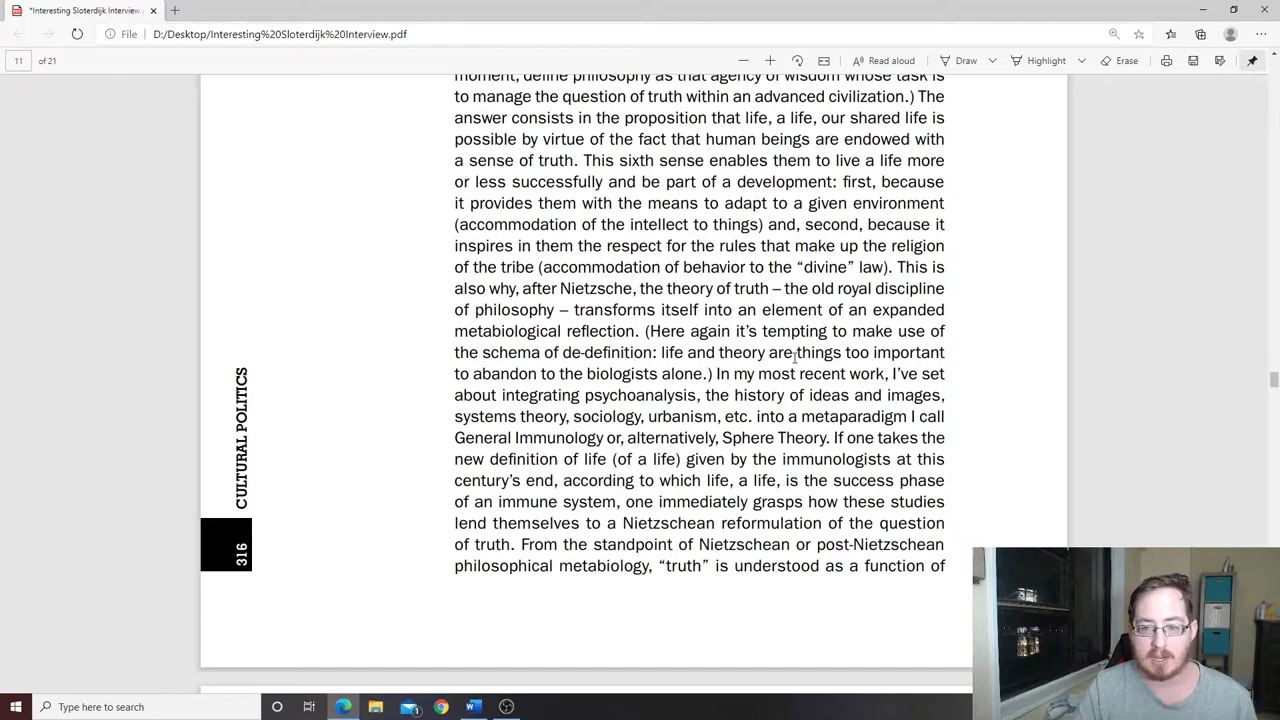 *Interesting Sloterdijk Interview.
File
D:/Desktop/Interesting%20Sloterdijk%20Interview.pdf
11 of 21
Read aloud
Draw
Highlight
Erase
moment, define philosophy as that agency of wisdom whose task is
to manage the question of truth within an advanced civilization.) The
answer consists in the proposition that life, a life, our shared life is
possible by virtue of the fact that human beings are endowed with
a sense of truth. This sixth sense enables them to live a life more
or less successfully and be part of a development: first, because
it provides them with the means to adapt to a given environment
(accommodation of the intellect to things) and, second, because it
inspires in them the respect for the rules that make up the religion
of the tribe (accommodation of behavior to the “divine” law). This is
also why, after Nietzsche, the theory of truth – the old royal discipline
of philosophy – transforms itself into an element of an expanded
metabiological reflection. (Here again it’s tempting to make use of
the schema of de-definition: life and theory are things too important
to abandon to the biologists alone.) In my most recent work, I’ve set
about integrating psychoanalysis, the history of ideas and images,
systems theory, sociology, urbanism, etc. into a metaparadigm I call
General Immunology or, alternatively, Sphere Theory. If one takes the
new definition of life (of a life) given by the immunologists at this
century’s end, according to which life, a life, is the success phase
of an immune system, one immediately grasps how these studies
lend themselves to a Nietzschean reformulation of the question
of truth. From the standpoint of Nietzschean or post-Nietzschean
philosophical metabiology, “truth” is understood as a function of
CULTURAL POLITICS
316
Type here to search